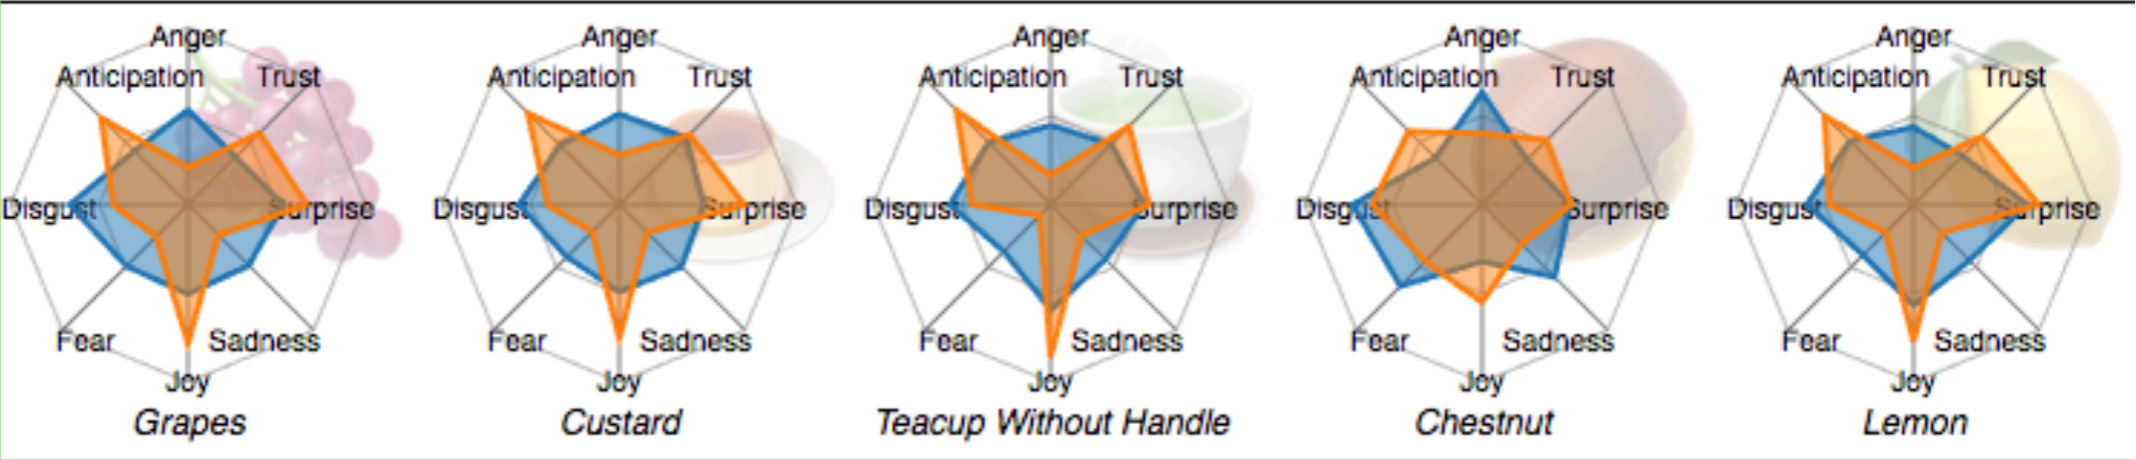 Anger
Anticipation Trust
Disgust Surprise
Fear Sadness
Joy
Grapes
Anger
Anticipation Trust
Disgust Surprise
Fear Sadness
Joy
Custard
Anger
Anticipation Trust
Disgust Surprise
Fear Sadness
Joy
Teacup Without Handle
Anger
Anticipation Trust
Disgust Surprise
Fear Sadness
Joy
Chestnut
Anger
Anticipation Trust
Disgust Surprise
Fear Sadness
Joy
Lemon